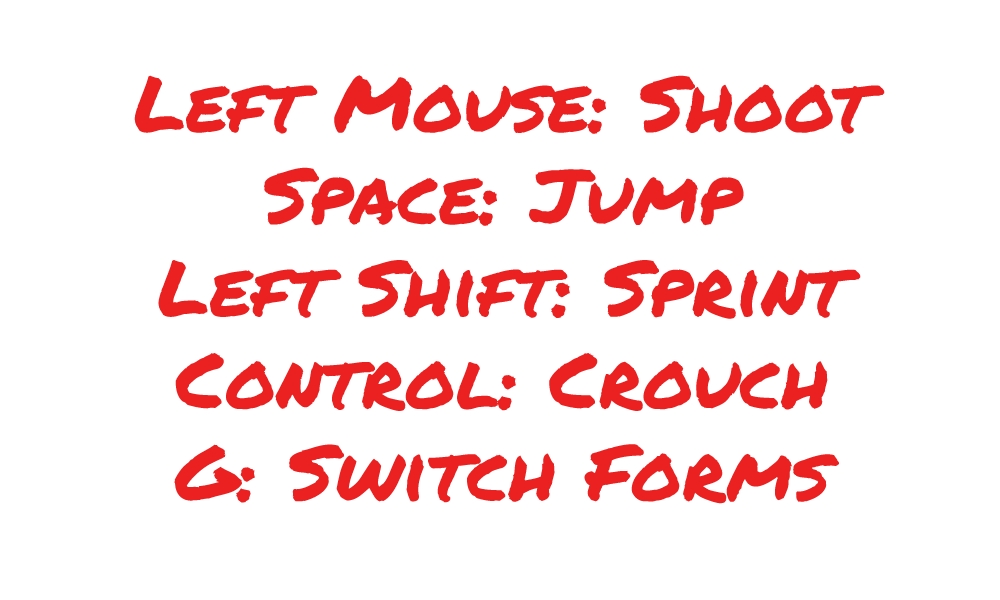 Left Mouse: Shoot
Space: Jump
Left Shift: Sprint
Control: Crouch
G: Switch Forms